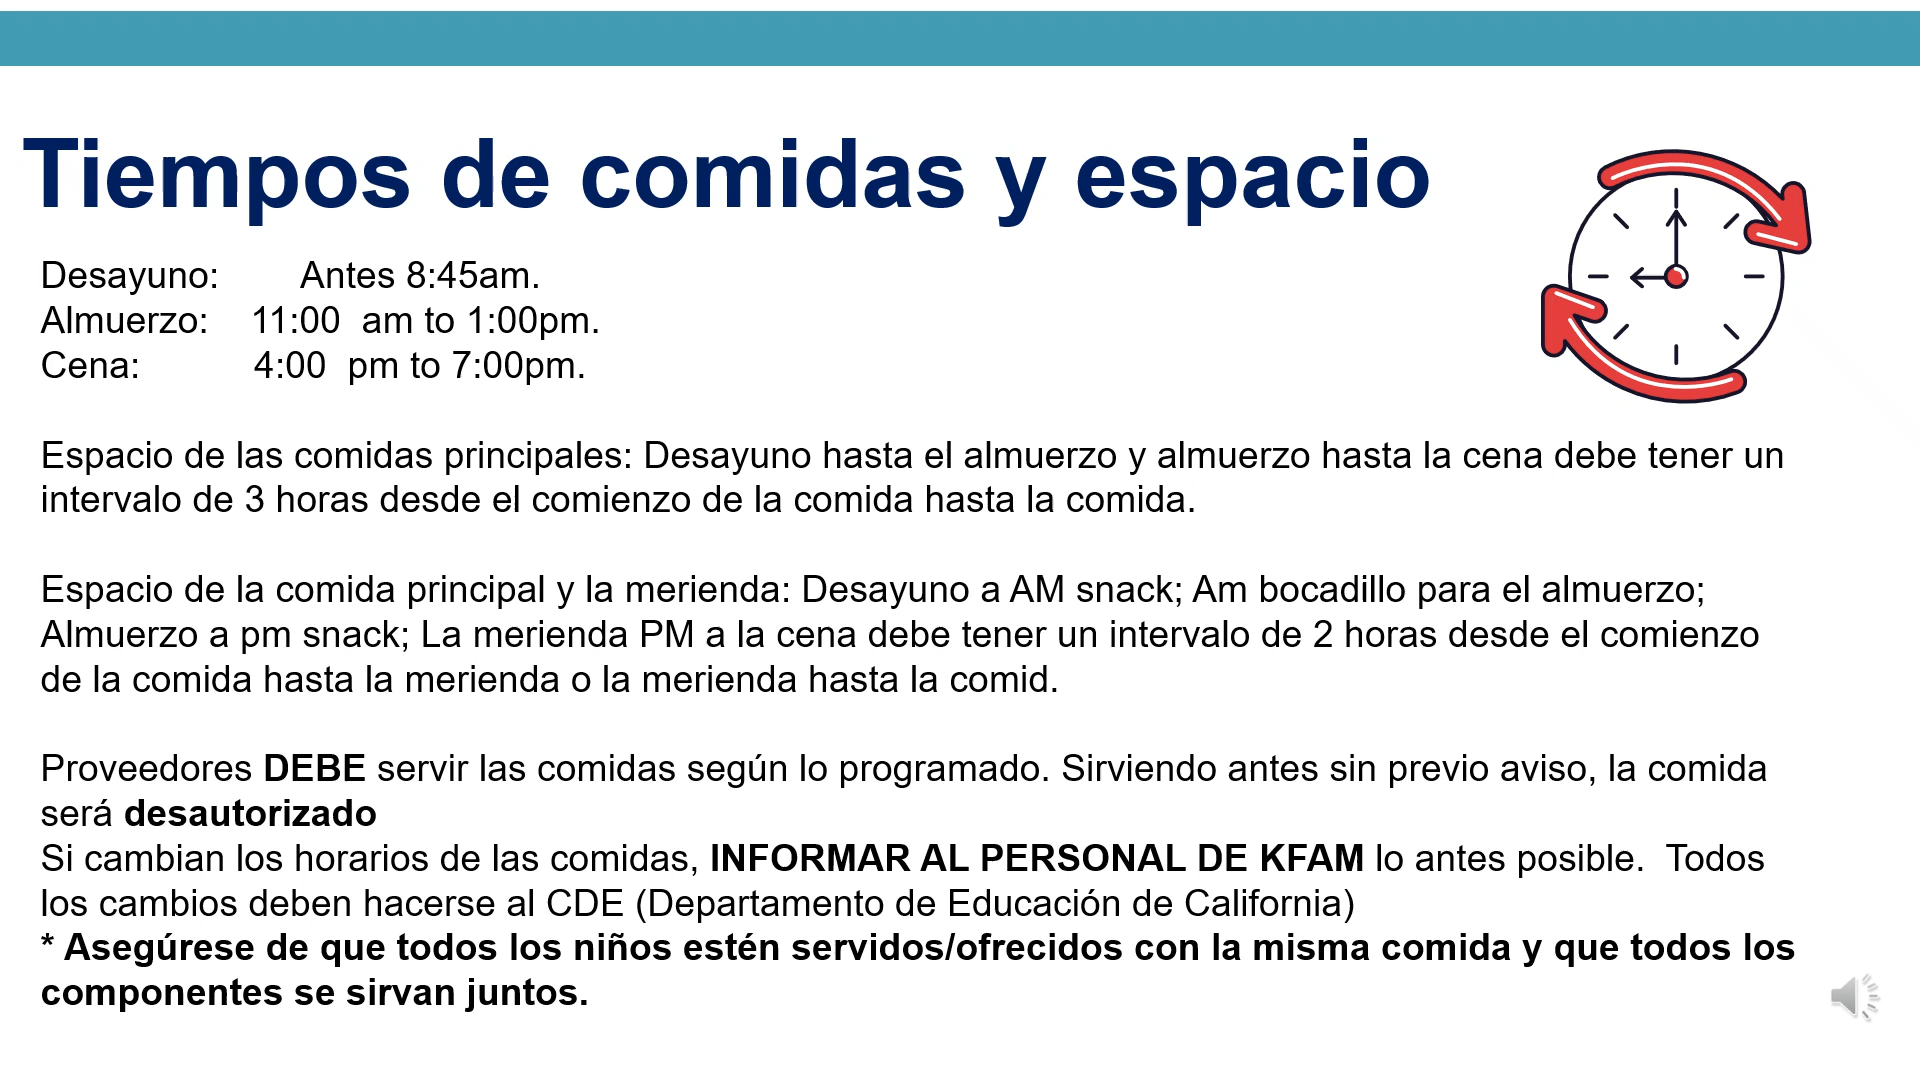 Tiempos de comidas y espacio
Desayuno: Antes 8:45am.
Almuerzo: 11:00 am to 1:00pm.
Cena: 4:00 pm to 7:00pm.
Espacio de las comidas principales: Desayuno hasta el almuerzo y almuerzo hasta la cena debe tener un
intervalo de 3 horas desde el comienzo de la comida hasta la comida.
Espacio de la comida principal y la merienda: Desayuno a AM snack; Am bocadillo para el almuerzo;
Almuerzo a pm snack; La merienda PM a la cena debe tener un intervalo de 2 horas desde el comienzo
de la comida hasta la merienda o la merienda hasta la comid.
Proveedores DEBE servir las comidas según lo programado. Sirviendo antes sin previo aviso, la comida
será desautorizado
Si cambian los horarios de las comidas, INFORMAR AL PERSONAL DE KFAM lo antes posible. Todos
los cambios deben hacerse al CDE (Departamento de Educación de California)
* Asegúrese de que todos los niños estén servidos/ofrecidos con la misma comida y que todos los
componentes se sirvan juntos.